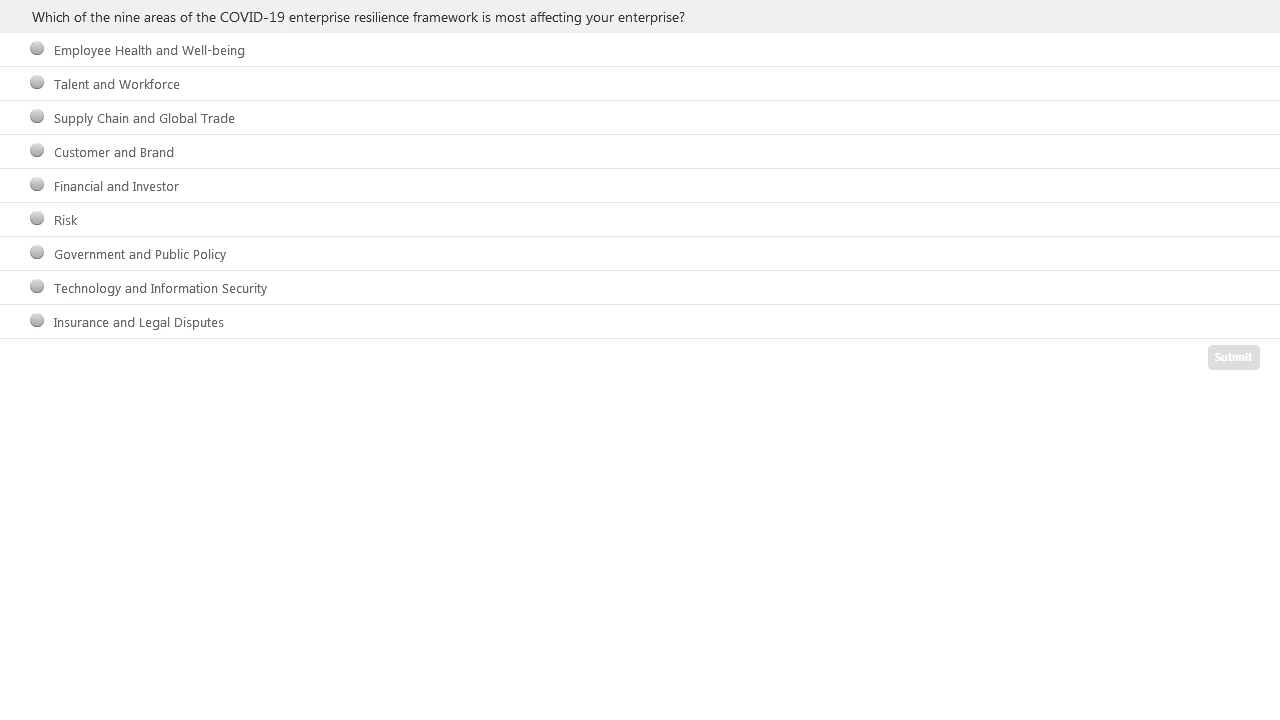 Which of the nine areas of the COVID-19 enterprise resilience framework is most affecting your enterprise?
Employee Health and Well-being
Talent and Workforce
Supply Chain and Global Trade
Customer and Brand
Financial and Investor
Risk
Government and Public Policy
Technology and Information Security
Insurance and Legal Disputes
Submit